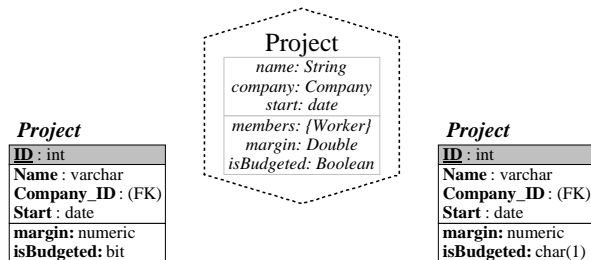 Project
name: String
company: Company
start: date
members: {Worker}
margin: Double
isBudgeted: Boolean
Project
ID : int
Name : varchar
Company_ID : (FK)
Start : date
margin: numeric
isBudgeted: bit
Project
ID : int
Name : varchar
Company_ID : (FK)
Start : date
margin: numeric
isBudgeted: char(1)